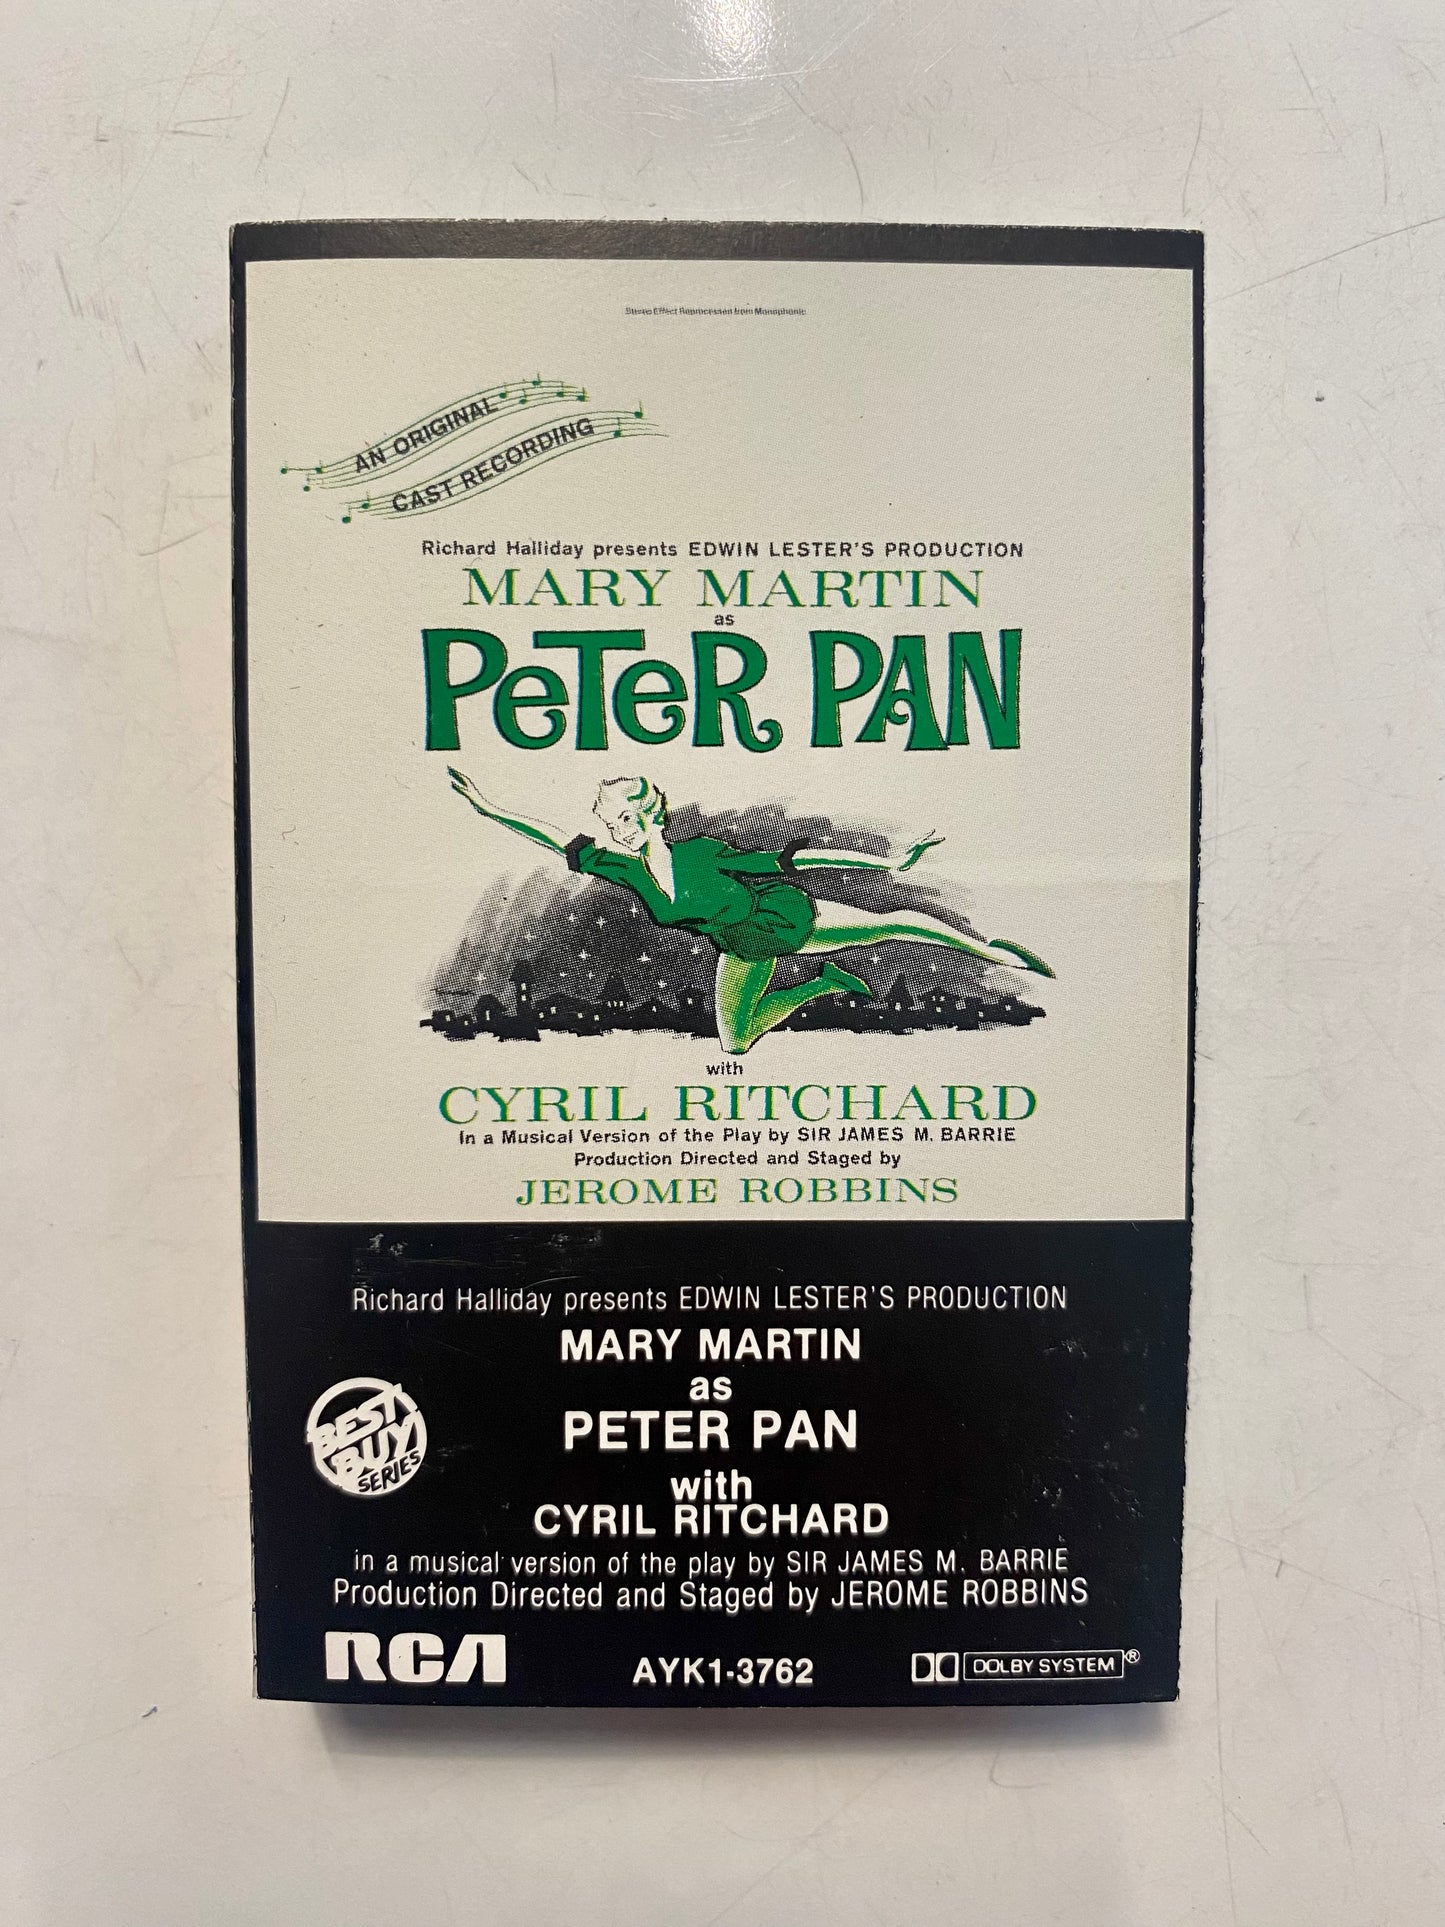 Stereo Effect Reprocessed from Monophonic
AN ORIGINAL
CAST RECORDING
Richard Halliday presents EDWIN LESTER'S PRODUCTION
MARY MARTIN
as
PeTeR PAN
with
CYRIL RITCHARD
In a Musical Version of the Play by SIR JAMES M. BARRIE
Production Directed and Staged by
JEROME ROBBINS
Richard Halliday presents EDWIN LESTER'S PRODUCTION
MARY MARTIN
as
PETER PAN
with
CYRIL RITCHARD
in a musical version of the play by SIR JAMES M. BARRIE
Production Directed and Staged by JEROME ROBBINS
BEST
BUY
SERIES
RCA AYK1-3762 DOLBY SYSTEM®